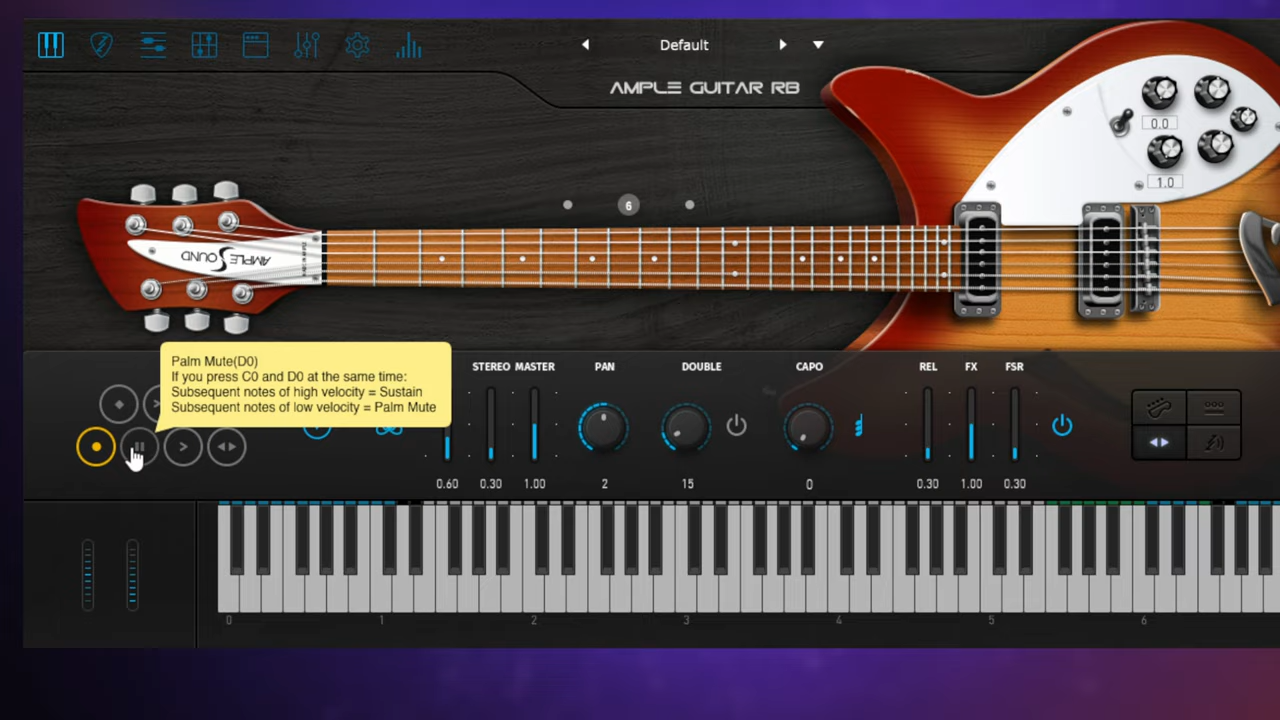 Default
AMPLE GUITAR RB
0.0
1.0
6
AMPLE SOUND
Palm Mute(D0)
If you press C0 and D0 at the same time:
Subsequent notes of high velocity = Sustain
Subsequent notes of low velocity = Palm Mute
STEREO MASTER PAN DOUBLE CAPO REL FX FSR
0.60 0.30 1.00 2 15 0 0.30 1.00 0.30
0 1 2 3 4 5 6